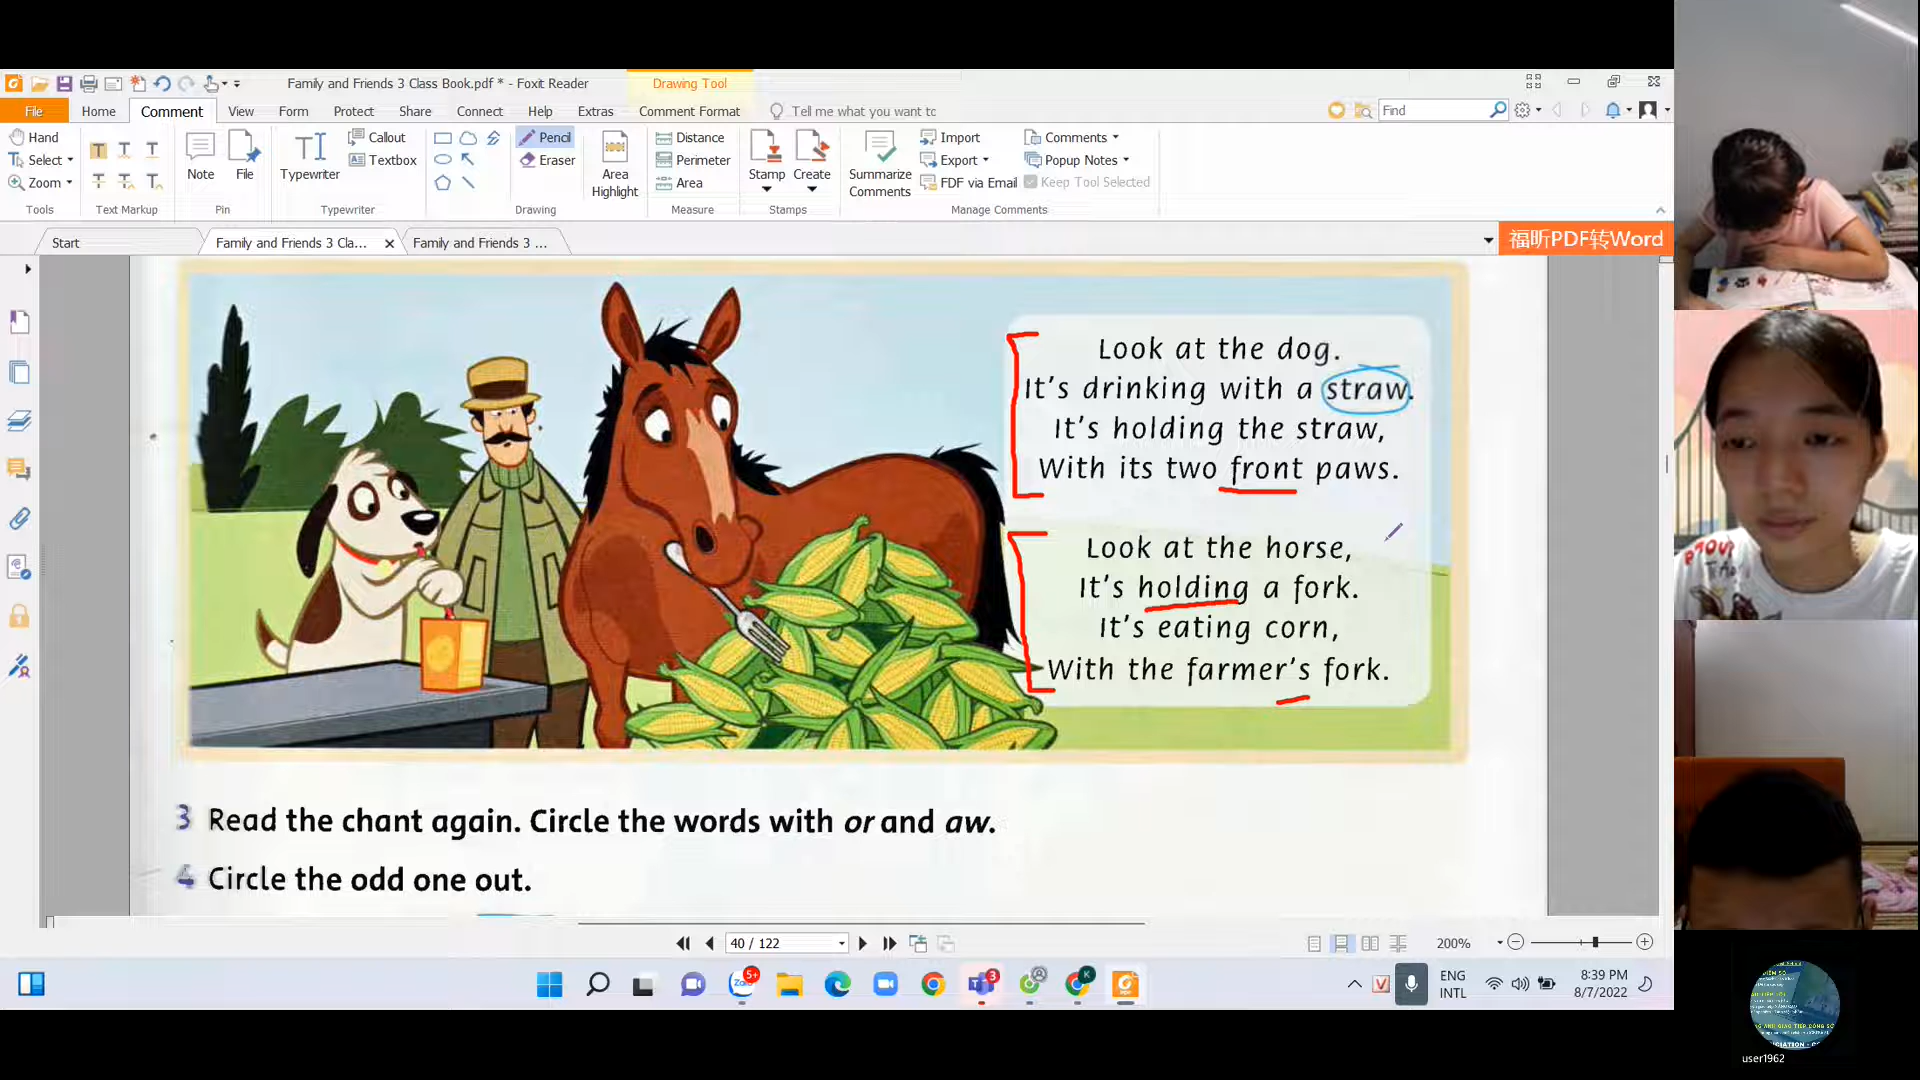 Family and Friends 3 Class Book.pdf * - Foxit Reader
Drawing Tool
File Home Comment View Form Protect Share Connect Help Extras Comment Format Tell me what you want to
Find
Hand
Select
Zoom
Tools
Text Markup
Note
File
Pin
Typewriter
Callout
Textbox
Typewriter
Pencil
Eraser
Drawing
Area
Highlight
Distance
Perimeter
Area
Measure
Stamp
Create
Stamps
Summarize
Comments
Import
Export
FDF via Email
Comments
Popup Notes
Keep Tool Selected
Manage Comments
Start
Family and Friends 3 Cla...
Family and Friends 3 ...
福昕PDF转Word
Look at the dog.
It's drinking with a straw.
It's holding the straw,
With its two front paws.
Look at the horse,
It's holding a fork.
It's eating corn,
With the farmer's fork.
3 Read the chant again. Circle the words with or and aw.
4 Circle the odd one out.
40 / 122
200%
5+
Zalo
3
K
V
ENG
INTL
8:39 PM
8/7/2022
user1962